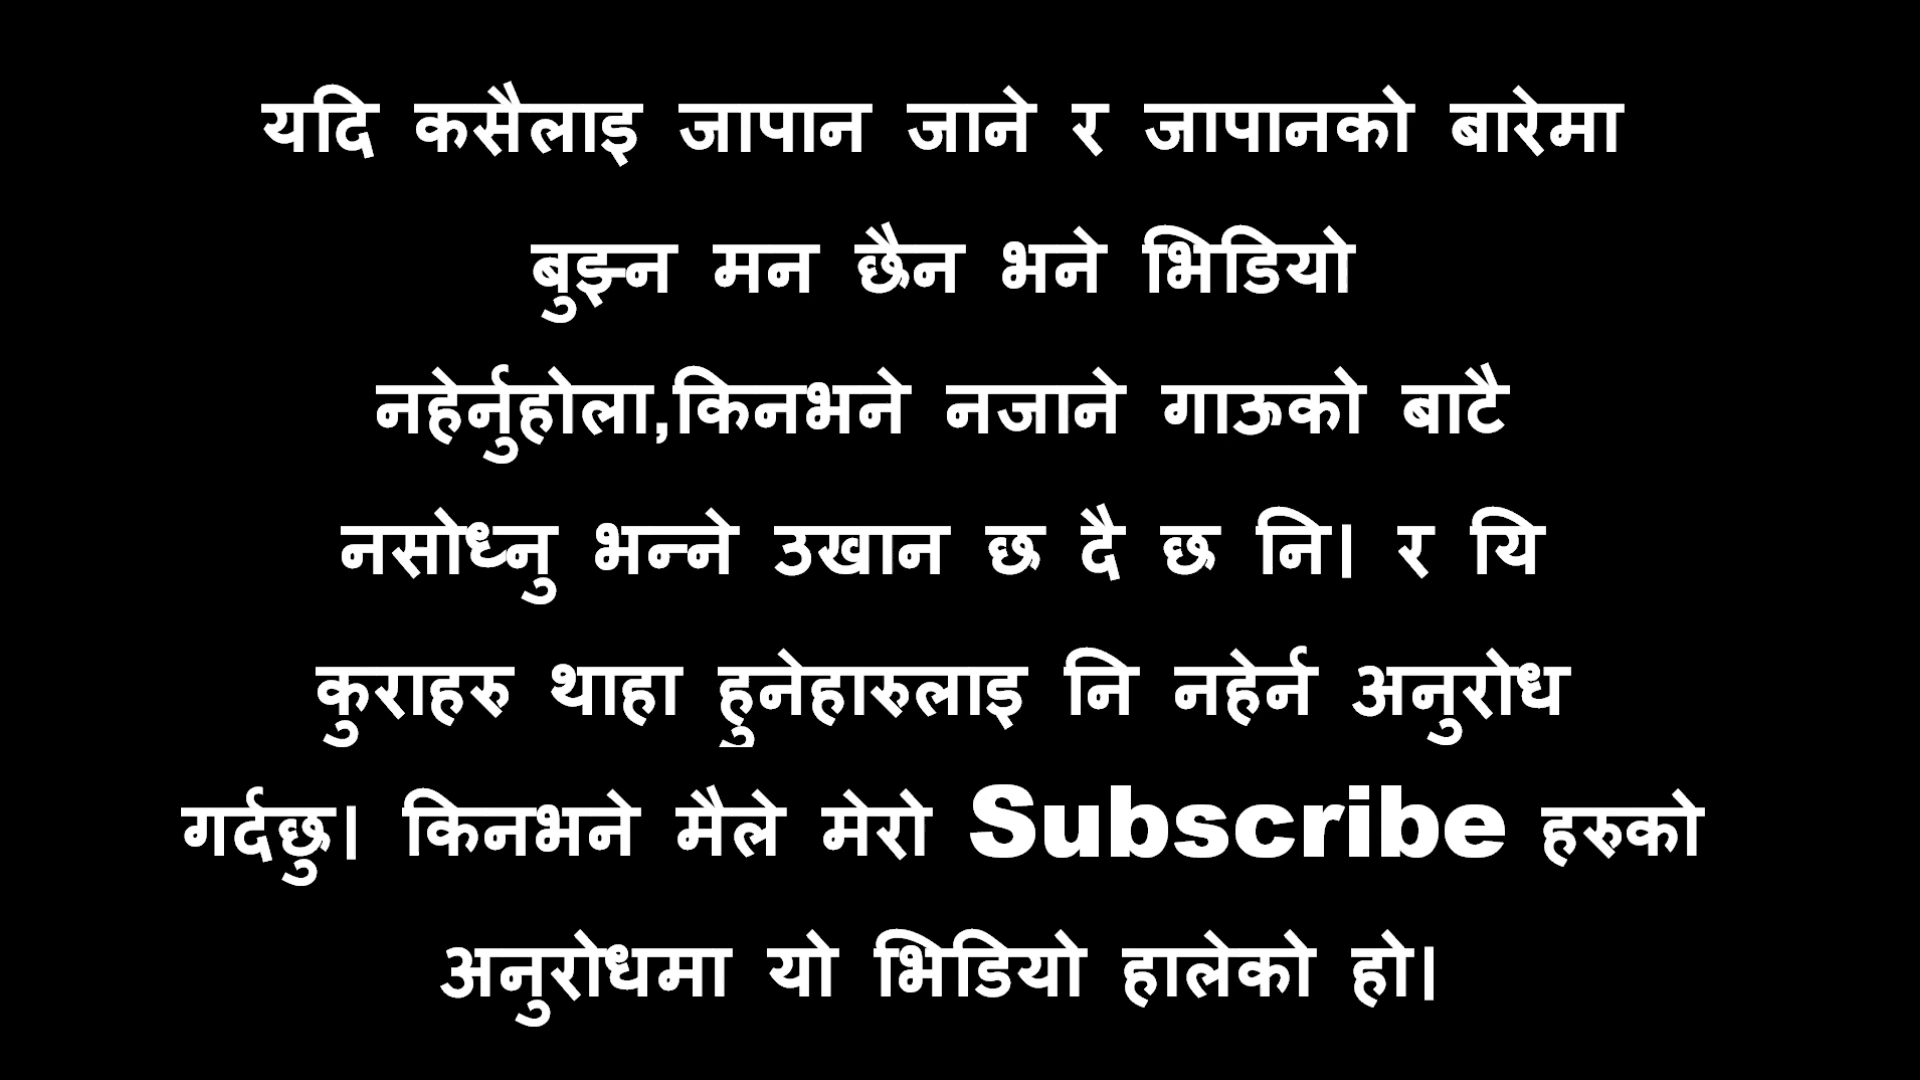 यदि कसैलाइ जापान जाने र जापानको बारेमा
बुझ्न मन छैन भने भिडियो
नहेर्नुहोला,किनभने नजाने गाऊको बाटै
नसोध्नु भन्ने उखान छ दै छ नि। र यि
कुराहरु थाहा हुनेहारुलाइ नि नहेर्न अनुरोध
गर्दछु। किनभने मैले मेरो Subscribe हरुको
अनुरोधमा यो भिडियो हालेको हो।